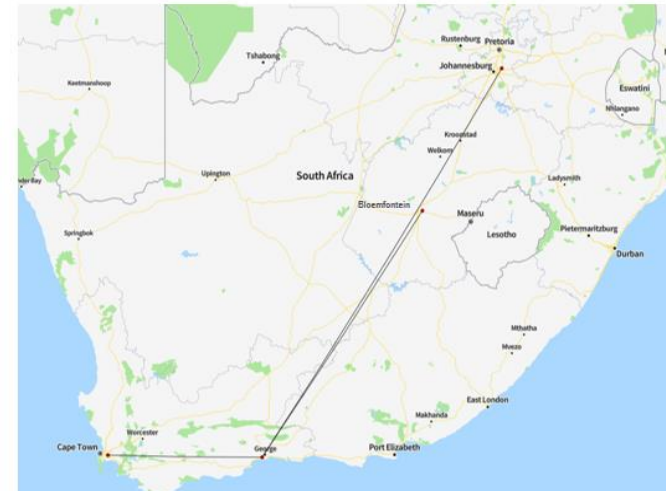 Rustenburg
Pretoria
Tshabong
Johannesburg
Keetmanshoop
Eswatini
Nhlangano
Kroonstad
Welkom
South Africa
Upington
Ladysmith
Bloemfontein
Maseru
Lesotho
Pietermaritzburg
Springbok
Durban
Mthatha
Mvezo
East London
Makhanda
Worcester
Cape Town
George
Port Elizabeth